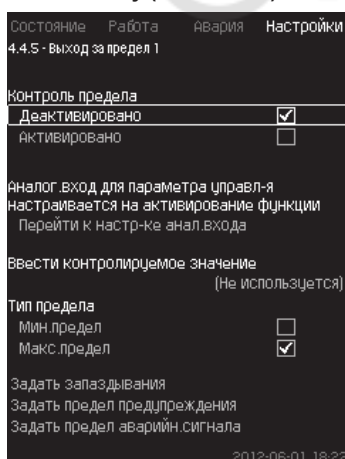 Состояние Работа Авария Настройки
4.4.5 - Выход за предел 1
Контроль предела
Деактивировано
Активировано
Аналог.вход для параметра управл-я
настраивается на активирование функции
Перейти к настр-ке анал.входа
Ввести контролируемое значение
(Не используется)
Тип предела
Мин.предел
Макс.предел
Задать запаздывания
Задать предел предупреждения
Задать предел аварийн.сигнала
2012-06-01 18:22